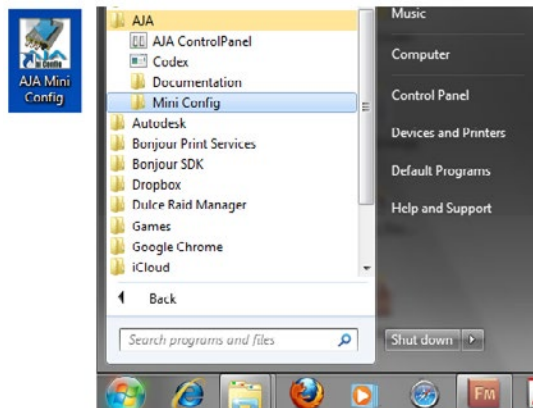 AJA Mini
Config
AJA
AJA ControlPanel
Codex
Documentation
Mini Config
Autodesk
Bonjour Print Services
Bonjour SDK
Dropbox
Dulce Raid Manager
Games
Google Chrome
iCloud
Back
Search programs and files
Music
Computer
Control Panel
Devices and Printers
Default Programs
Help and Support
Shut down
FM